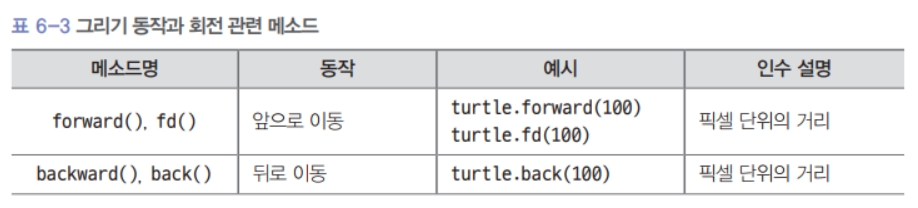 표 6-3 그리기 동작과 회전 관련 메소드
메소드명 동작 예시 인수 설명
forward(), fd() 앞으로 이동 turtle.forward(100) 픽셀 단위의 거리
turtle.fd(100)
backward(), back() 뒤로 이동 turtle.back(100) 픽셀 단위의 거리